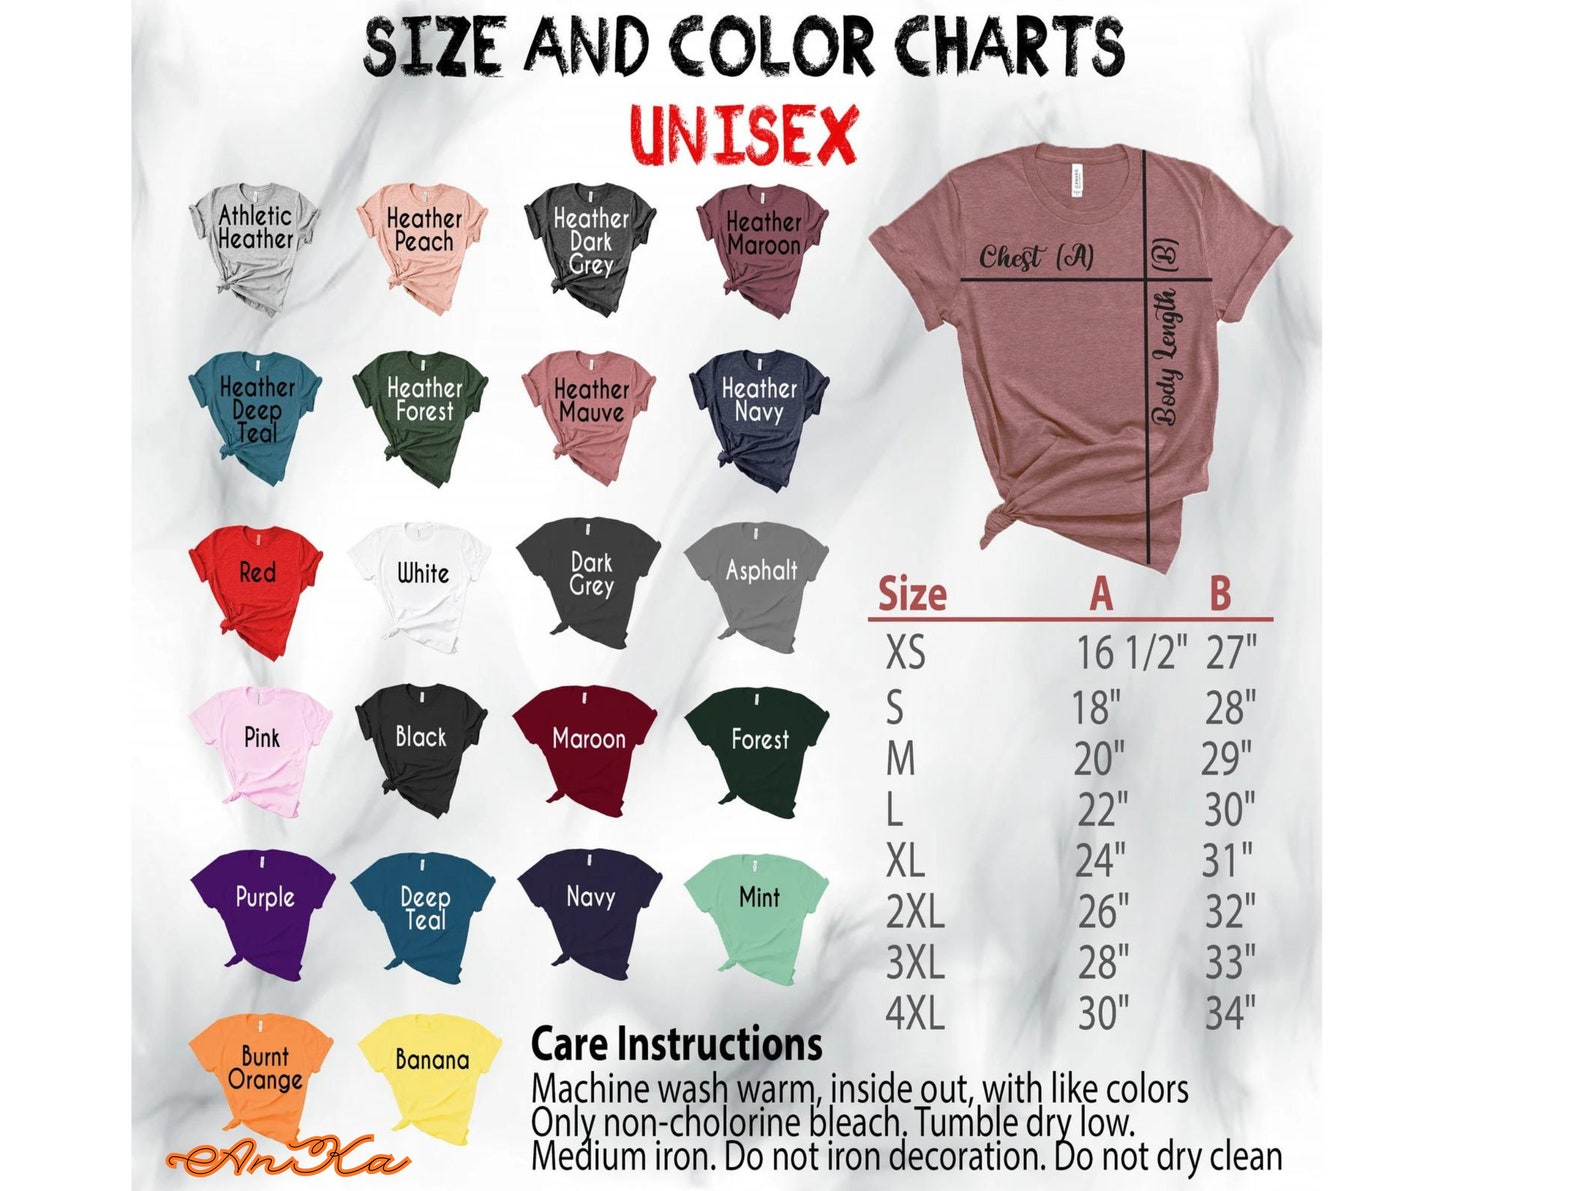 SIZE AND COLOR CHARTS
UNISEX
Athletic
Heather
Heather
Peach
Heather
Dark
Grey
Heather
Maroon
Heather
Deep
Teal
Heather
Forest
Heather
Mauve
Heather
Navy
Red
White
Dark
Grey
Asphalt
Pink
Black
Maroon
Forest
Purple
Deep
Teal
Navy
Mint
Burnt
Orange
Banana
AniKa
Chest (A)
Body Length (B)
Size A B
XS 16 1/2" 27"
S 18" 28"
M 20" 29"
L 22" 30"
XL 24" 31"
2XL 26" 32"
3XL 28" 33"
4XL 30" 34"
Care Instructions
Machine wash warm, inside out, with like colors
Only non-cholorine bleach. Tumble dry low.
Medium iron. Do not iron decoration. Do not dry clean